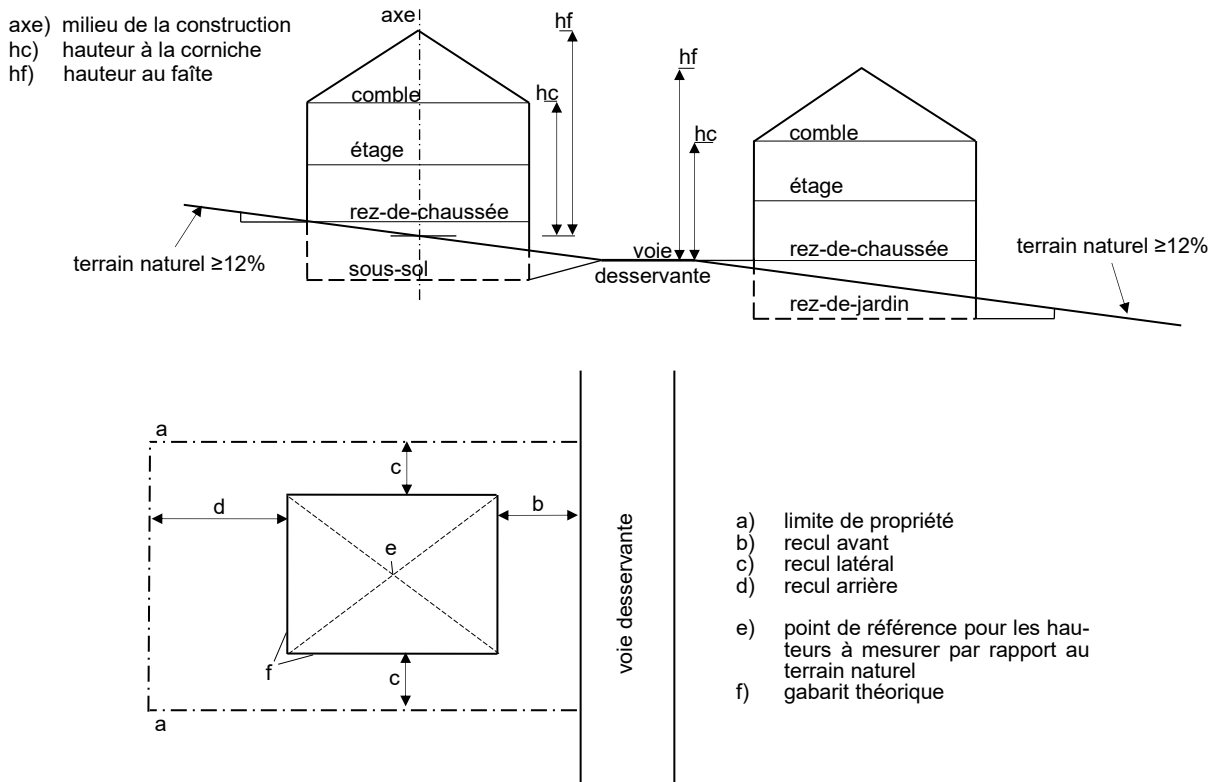 axe) milieu de la construction
hc) hauteur à la corniche
hf) hauteur au faîte
axe
hf
hc
comble
étage
rez-de-chaussée
sous-sol
terrain naturel ≥12%
hf
hc
voie
desservante
comble
étage
rez-de-chaussée
rez-de-jardin
terrain naturel ≥12%
a
c
d
b
e
f
c
a
voie desservante
a) limite de propriété
b) recul avant
c) recul latéral
d) recul arrière
e) point de référence pour les hau-
teurs à mesurer par rapport au
terrain naturel
f) gabarit théorique